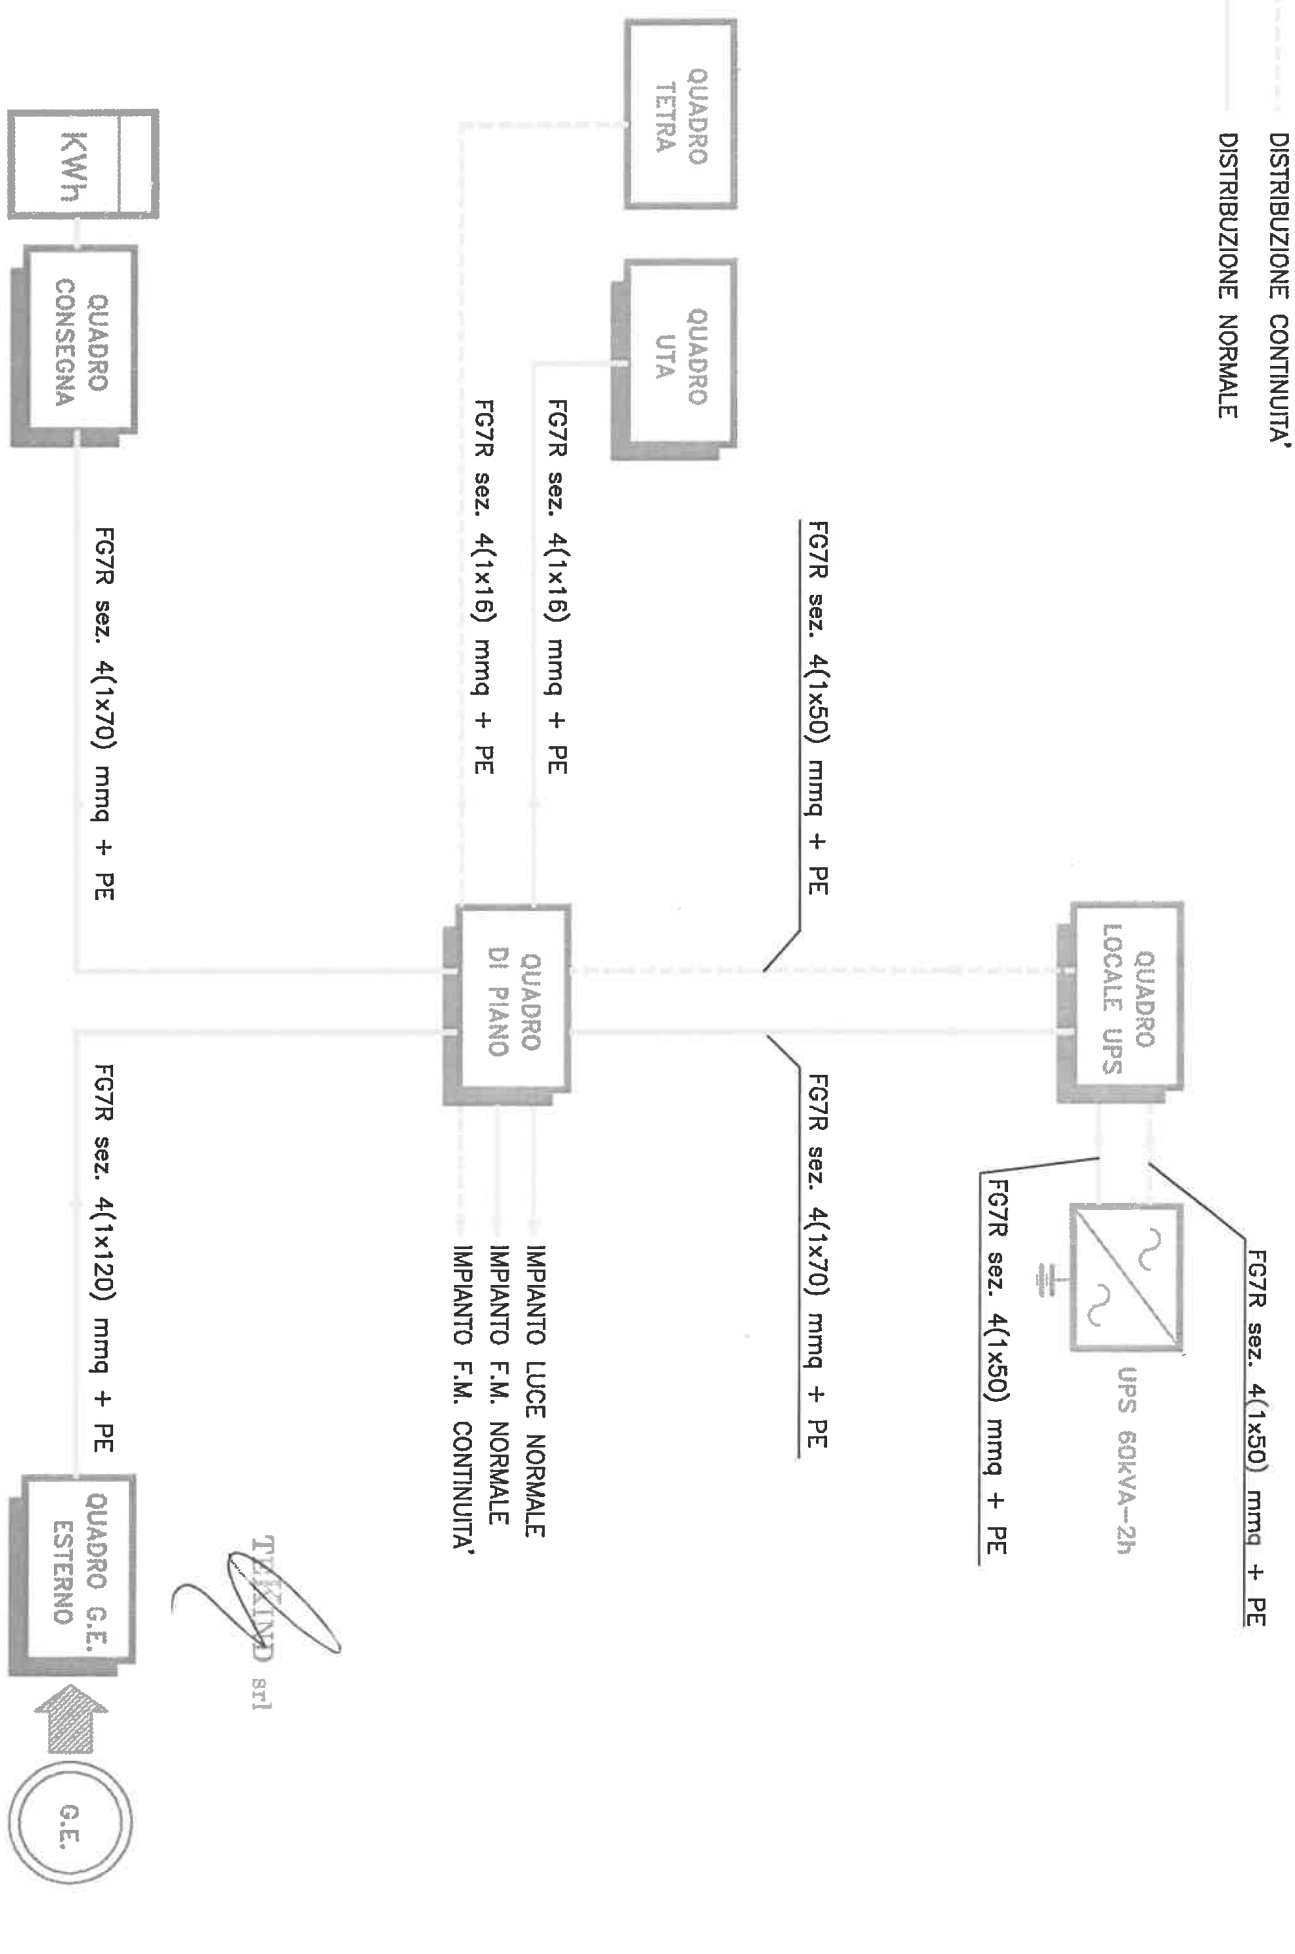 DISTRIBUZIONE CONTINUITA'
DISTRIBUZIONE NORMALE
FG7R sez. 4(1x50) mmq + PE
UPS 60kVA-2h
QUADRO
LOCALE UPS
FG7R sez. 4(1x50) mmq + PE
FG7R sez. 4(1x50) mmq + PE
FG7R sez. 4(1x70) mmq + PE
QUADRO
TETRA
QUADRO
UTA
FG7R sez. 4(1x16) mmq + PE
FG7R sez. 4(1x16) mmq + PE
QUADRO
DI PIANO
IMPIANTO LUCE NORMALE
IMPIANTO F.M. NORMALE
IMPIANTO F.M. CONTINUITA'
TEKIND srl
KWh
QUADRO
CONSEGNA
FG7R sez. 4(1x70) mmq + PE
FG7R sez. 4(1x120) mmq + PE
QUADRO G.E.
ESTERNO
G.E.